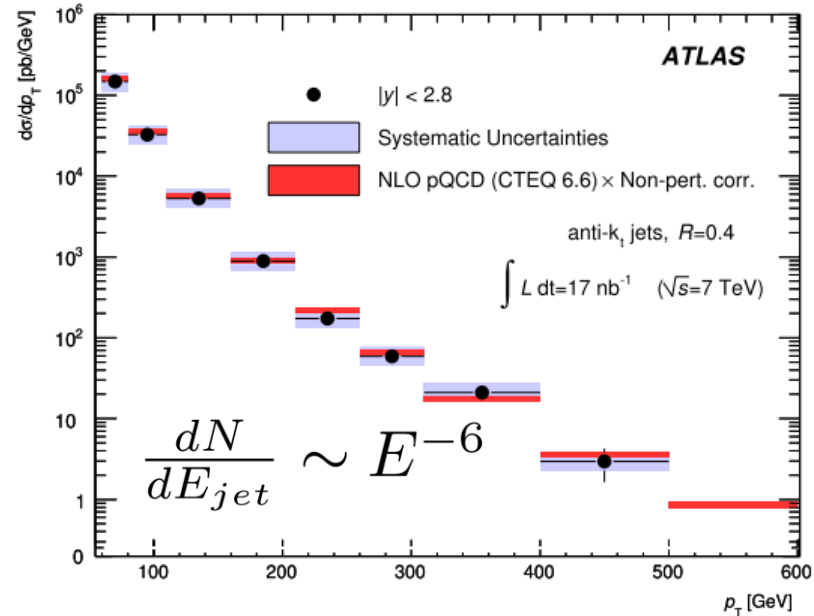 dσ/dp_T [pb/GeV]
10^6
10^5
10^4
10^3
10^2
10
1
0
ATLAS
|y| < 2.8
Systematic Uncertainties
NLO pQCD (CTEQ 6.6) × Non-pert. corr.
anti-k_t jets, R=0.4
∫ L dt=17 nb^-1 (√s=7 TeV)
dN/dE_jet ∼ E^-6
100 200 300 400 500 600
p_T [GeV]